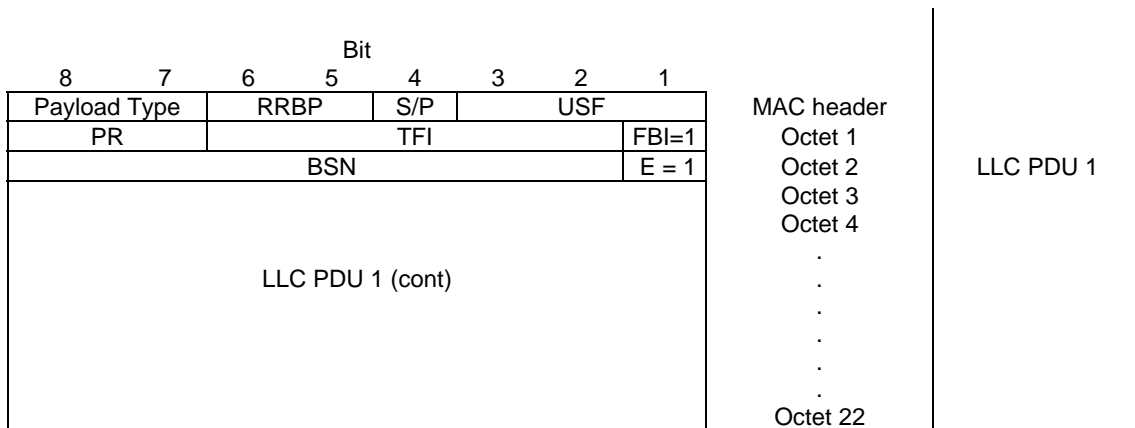 Bit
8 7 6 5 4 3 2 1
Payload Type RRBP S/P USF MAC header
PR TFI FBI=1 Octet 1
BSN E = 1 Octet 2 LLC PDU 1
Octet 3
Octet 4
.
LLC PDU 1 (cont) .
.
.
.
.
Octet 22